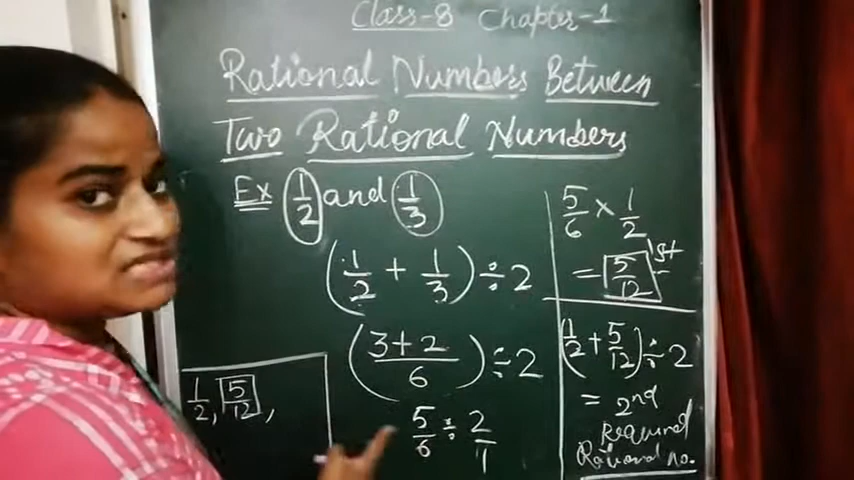 Class-8 Chapter-1
Rational Numbers Between
Two Rational Numbers
Ex 1/2 and 1/3
(1/2 + 1/3) ÷ 2
(3+2/6) ÷ 2
5/6 ÷ 2/1
1/2, 5/12,
5/6 × 1/2
= 5/12 1st
(1/2 + 5/12) ÷ 2
= 2nd
Required
Rational no.